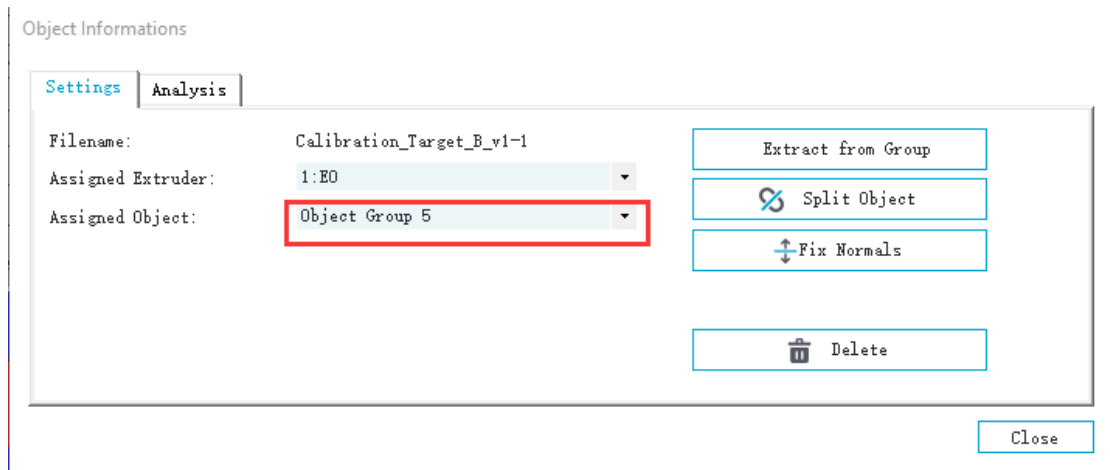 Object Informations
Settings
Analysis
Filename:
Calibration_Target_B_v1-1
Extract from Group
Assigned Extruder:
1:E0
Split Object
Assigned Object:
Object Group 5
Fix Normals
Delete
Close